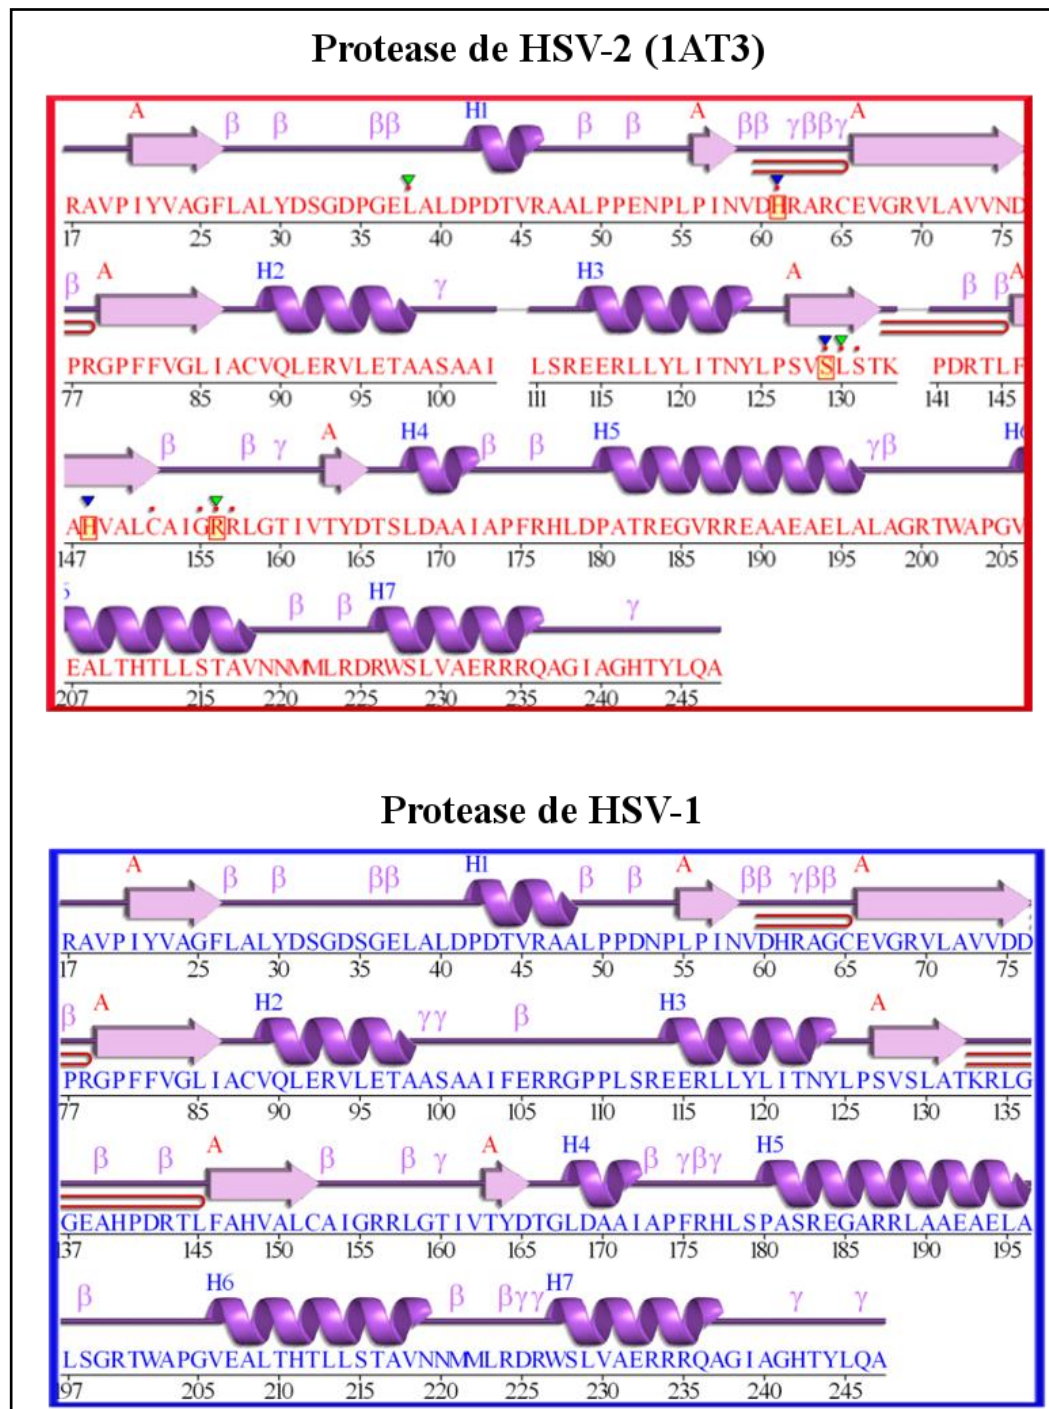 Protease de HSV-2 (1AT3)
A β β ββ H1 β β A ββ γββγ A
RAVPIYVAGFLALYDSGDPGELALDPDTVRAALPPENPLPINVDHRARCEVGRVLAVVND
17 25 30 35 40 45 50 55 60 65 70 75
β A H2 γ H3 A β β A
PRGPFFVGLIACVQLERVLETAASAAI LSREERLLYLITNYLPSVSLSTK PDRTLF
77 85 90 95 100 111 115 120 125 130 141 145
β β γ A H4 β β H5 γβ H6
AHVALCAIGRRLGTIVTYDTSLDAAIAPFRHLDPATREGVRREAAEAELALAGRTWAPGV
147 155 160 165 170 175 180 185 190 195 200 205
β β H7 γ
EALTHTLLSTAVNNMMLRDRWSLVAERRRQAGIAGHTYLQA
207 215 220 225 230 235 240 245
Protease de HSV-1
A β β ββ H1 β β A ββ γββ A
RAVPIYVAGFLALYDSGDSGELALDPDTVRAALPPDNPLPINVDHRAGCEVGRVLAVVDD
17 25 30 35 40 45 50 55 60 65 70 75
β A H2 γγ β H3 A
PRGPFFVGLIACVQLERVLETAASAAIFERRGPPLSREERLLYLITNYLPSVSLATKRLG
77 85 90 95 100 105 110 115 120 125 130 135
β β A β β γ A H4 β γβγ H5
GEAHPDRTLFAHVALCAIGRRLGTIVTYDTGLDAAIAPFRHLSPASREGARRLAAEAELA
137 145 150 155 160 165 170 175 180 185 190 195
β H6 β βγγ H7 γ γ
LSGRTWAPGVEALTHTLLSTAVNNMMLRDRWSLVAERRRQAGIAGHTYLQA
197 205 210 215 220 225 230 235 240 245